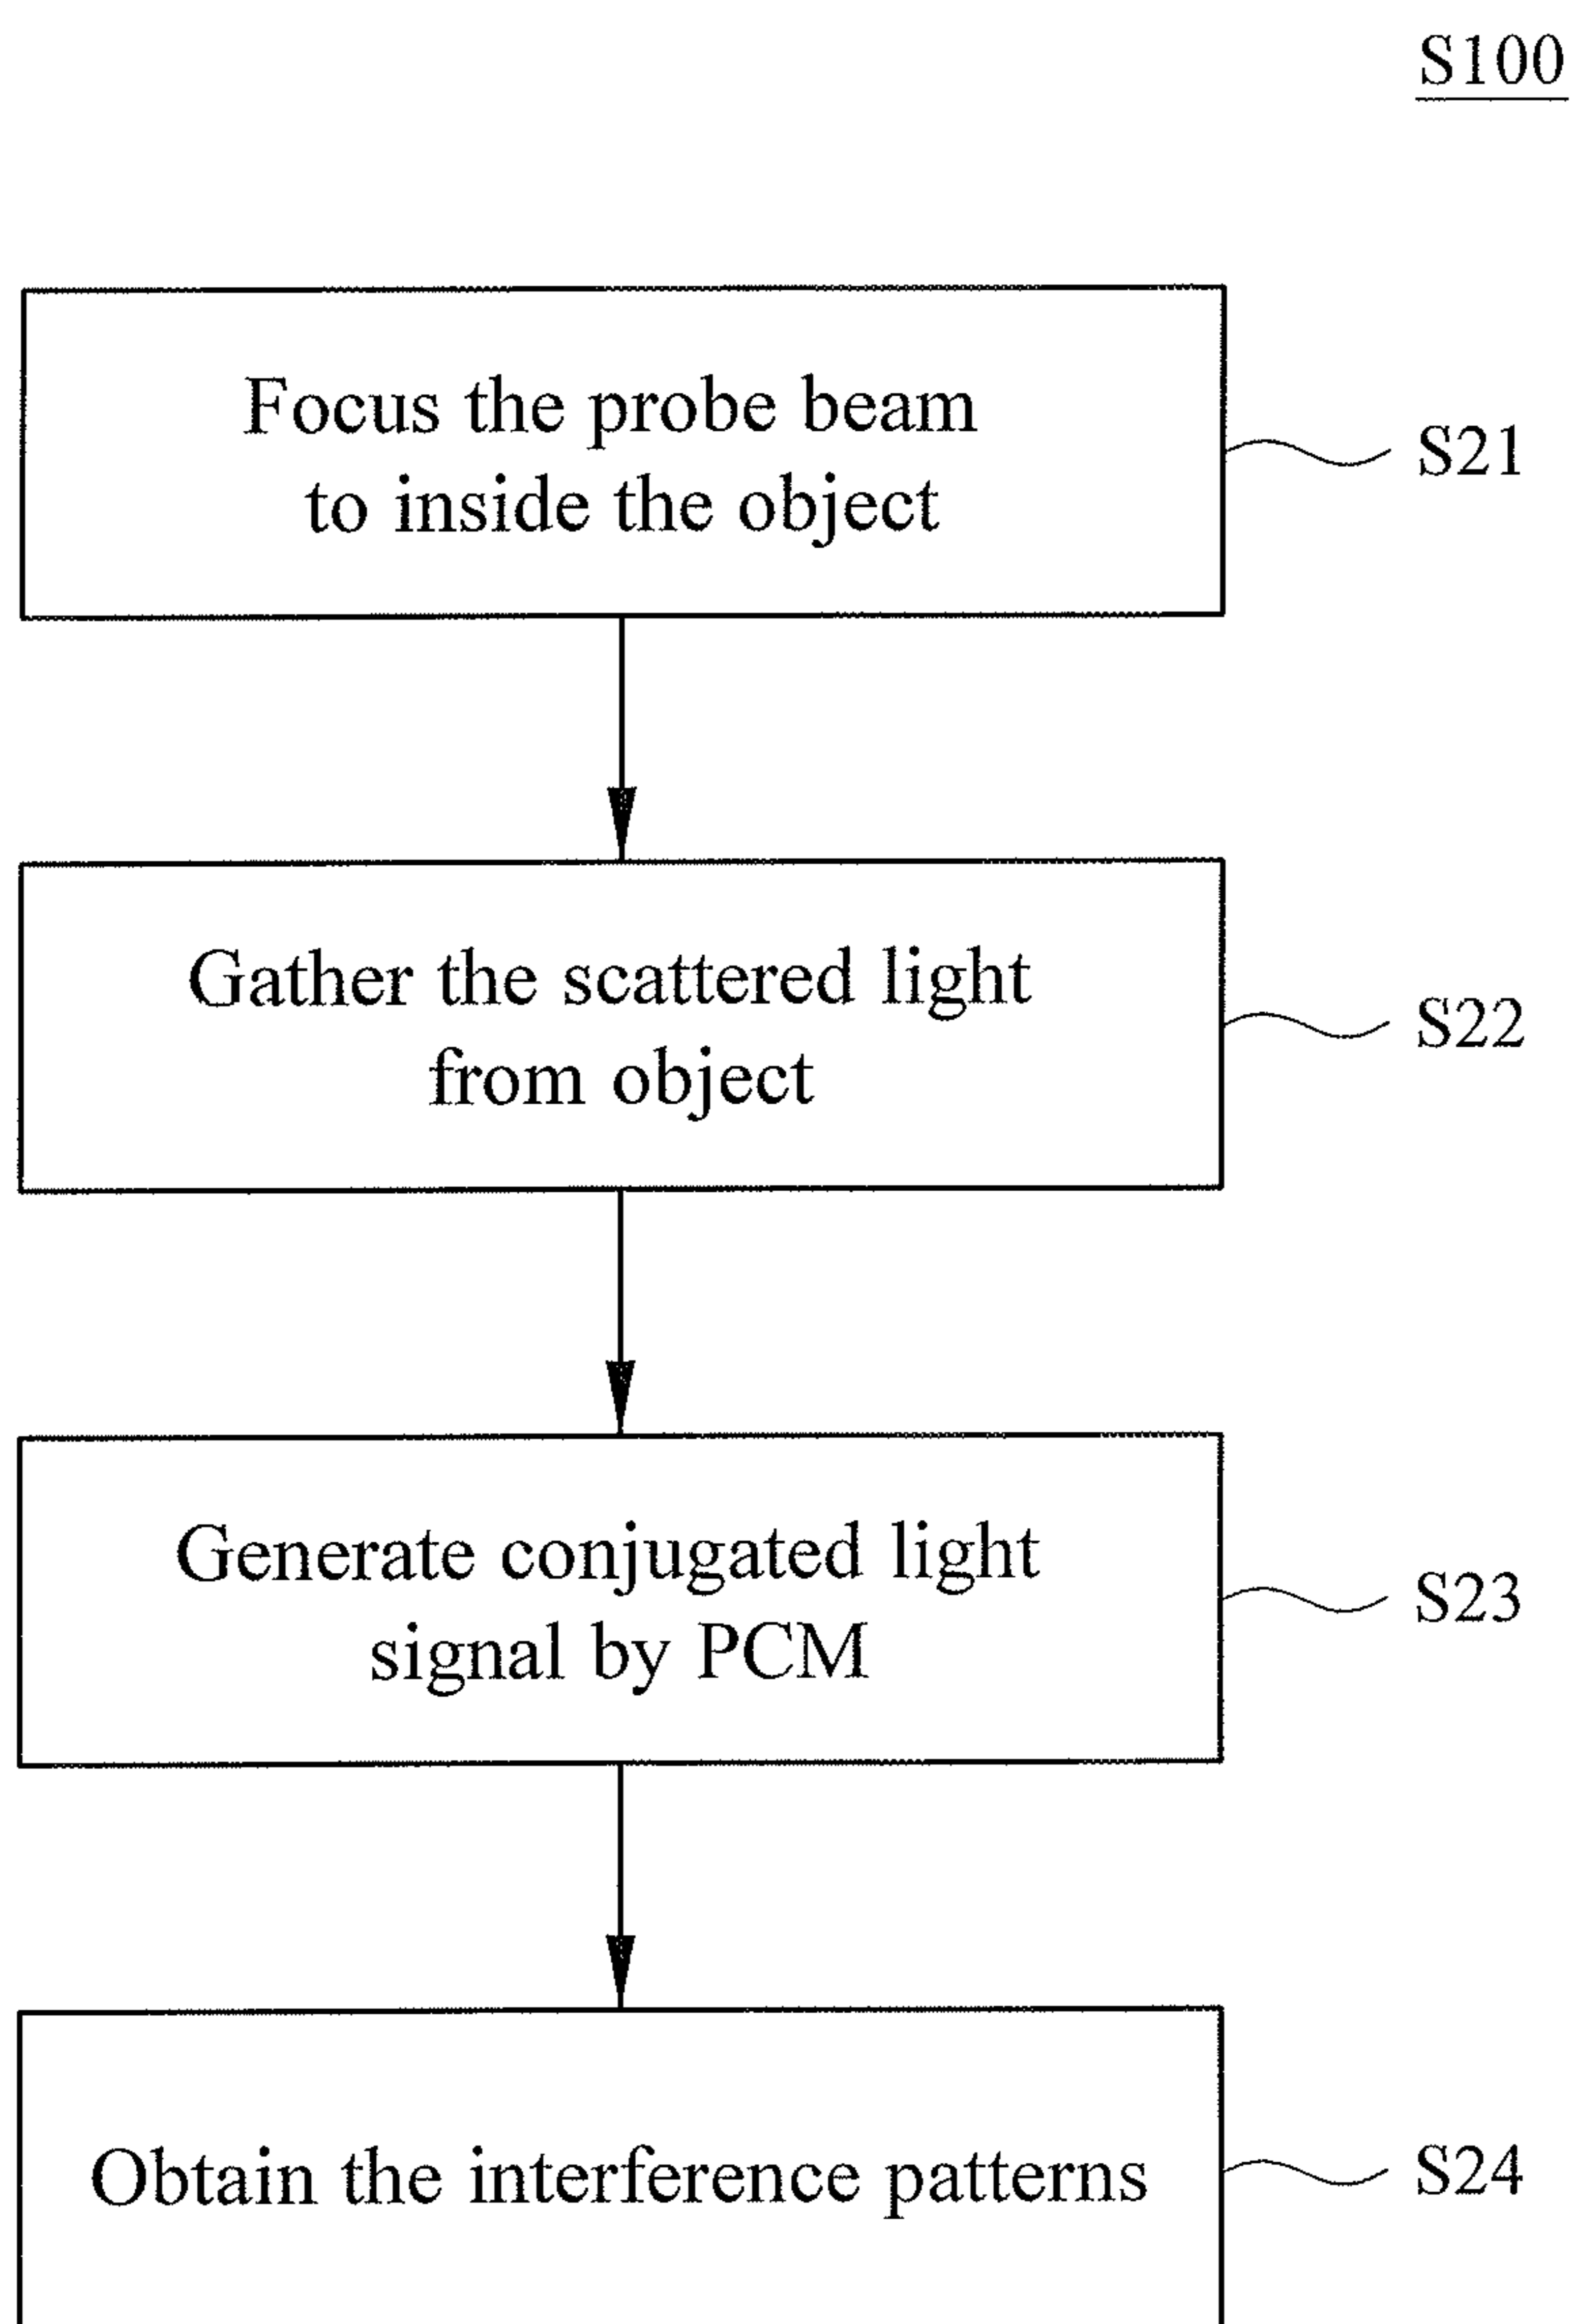 S100
Focus the probe beam
to inside the object
S21
Gather the scattered light
from object
S22
Generate conjugated light
signal by PCM
S23
Obtain the interference patterns
S24